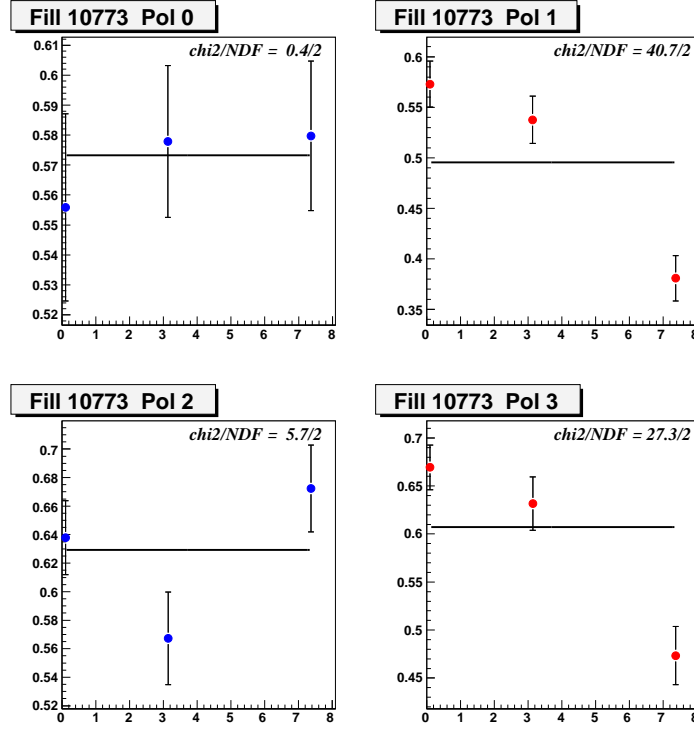 Fill 10773 Pol 0
chi2/NDF = 0.4/2
0.61
0.6
0.59
0.58
0.57
0.56
0.55
0.54
0.53
0.52
0 1 2 3 4 5 6 7 8
Fill 10773 Pol 1
chi2/NDF = 40.7/2
0.6
0.55
0.5
0.45
0.4
0.35
0 1 2 3 4 5 6 7 8
Fill 10773 Pol 2
chi2/NDF = 5.7/2
0.7
0.68
0.66
0.64
0.62
0.6
0.58
0.56
0.54
0.52
0 1 2 3 4 5 6 7 8
Fill 10773 Pol 3
chi2/NDF = 27.3/2
0.7
0.65
0.6
0.55
0.5
0.45
0 1 2 3 4 5 6 7 8